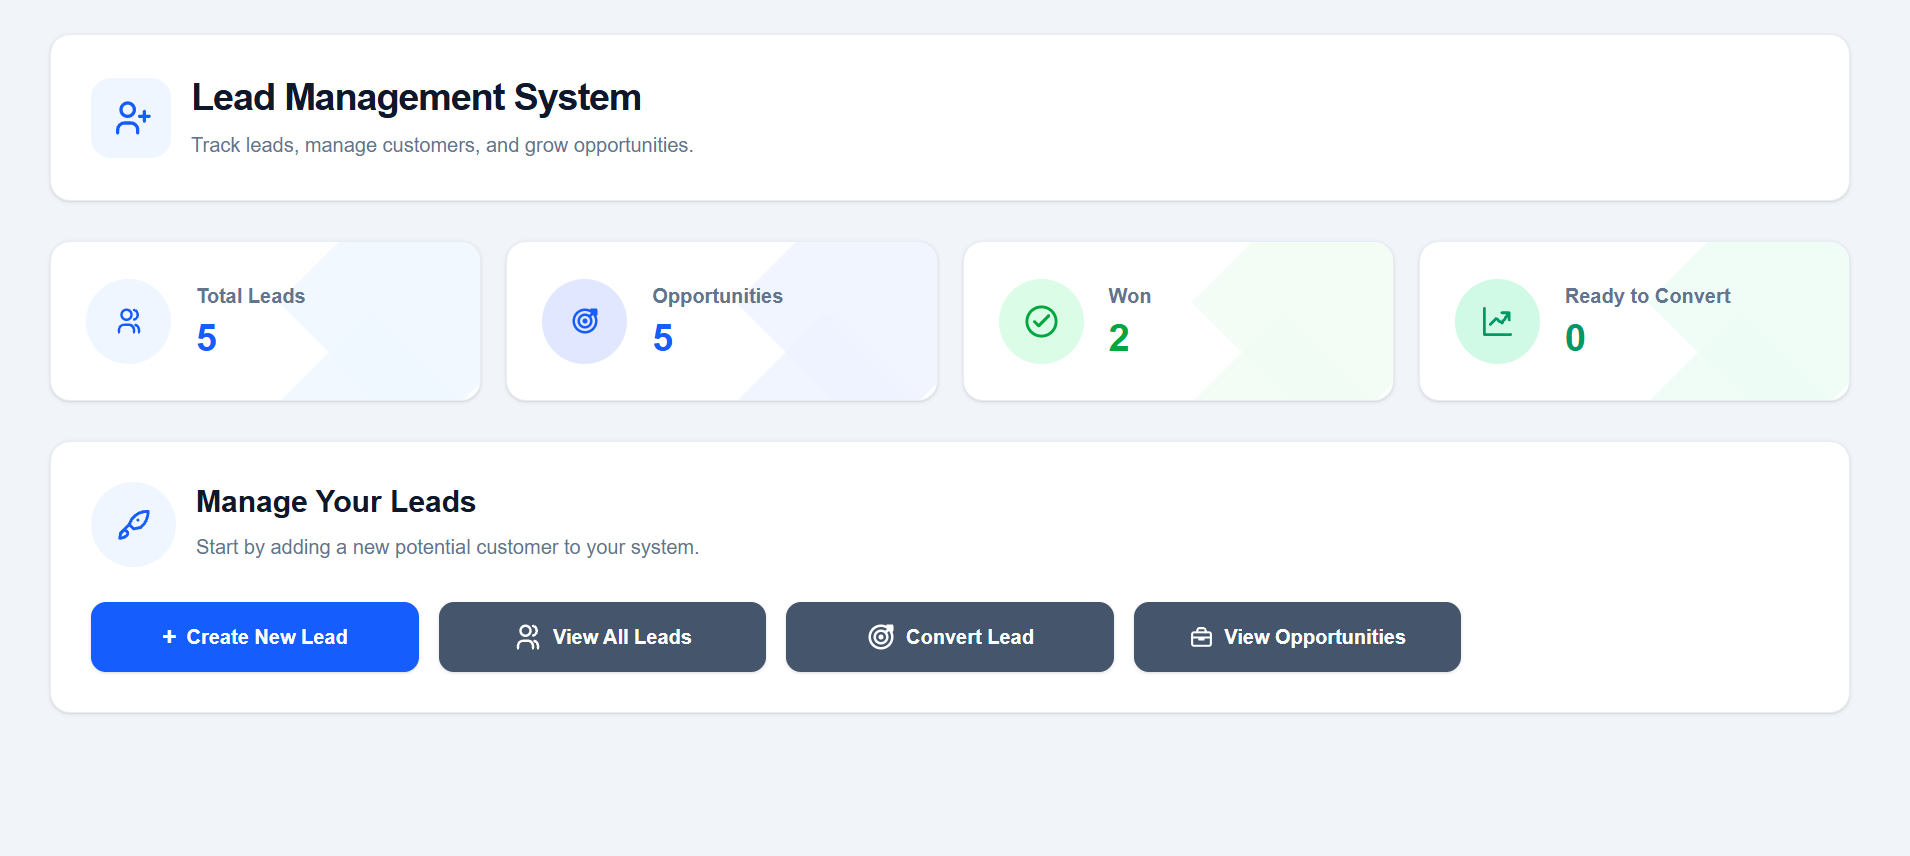 Lead Management System
Track leads, manage customers, and grow opportunities.
Total Leads
5
Opportunities
5
Won
2
Ready to Convert
0
Manage Your Leads
Start by adding a new potential customer to your system.
+ Create New Lead
View All Leads
Convert Lead
View Opportunities